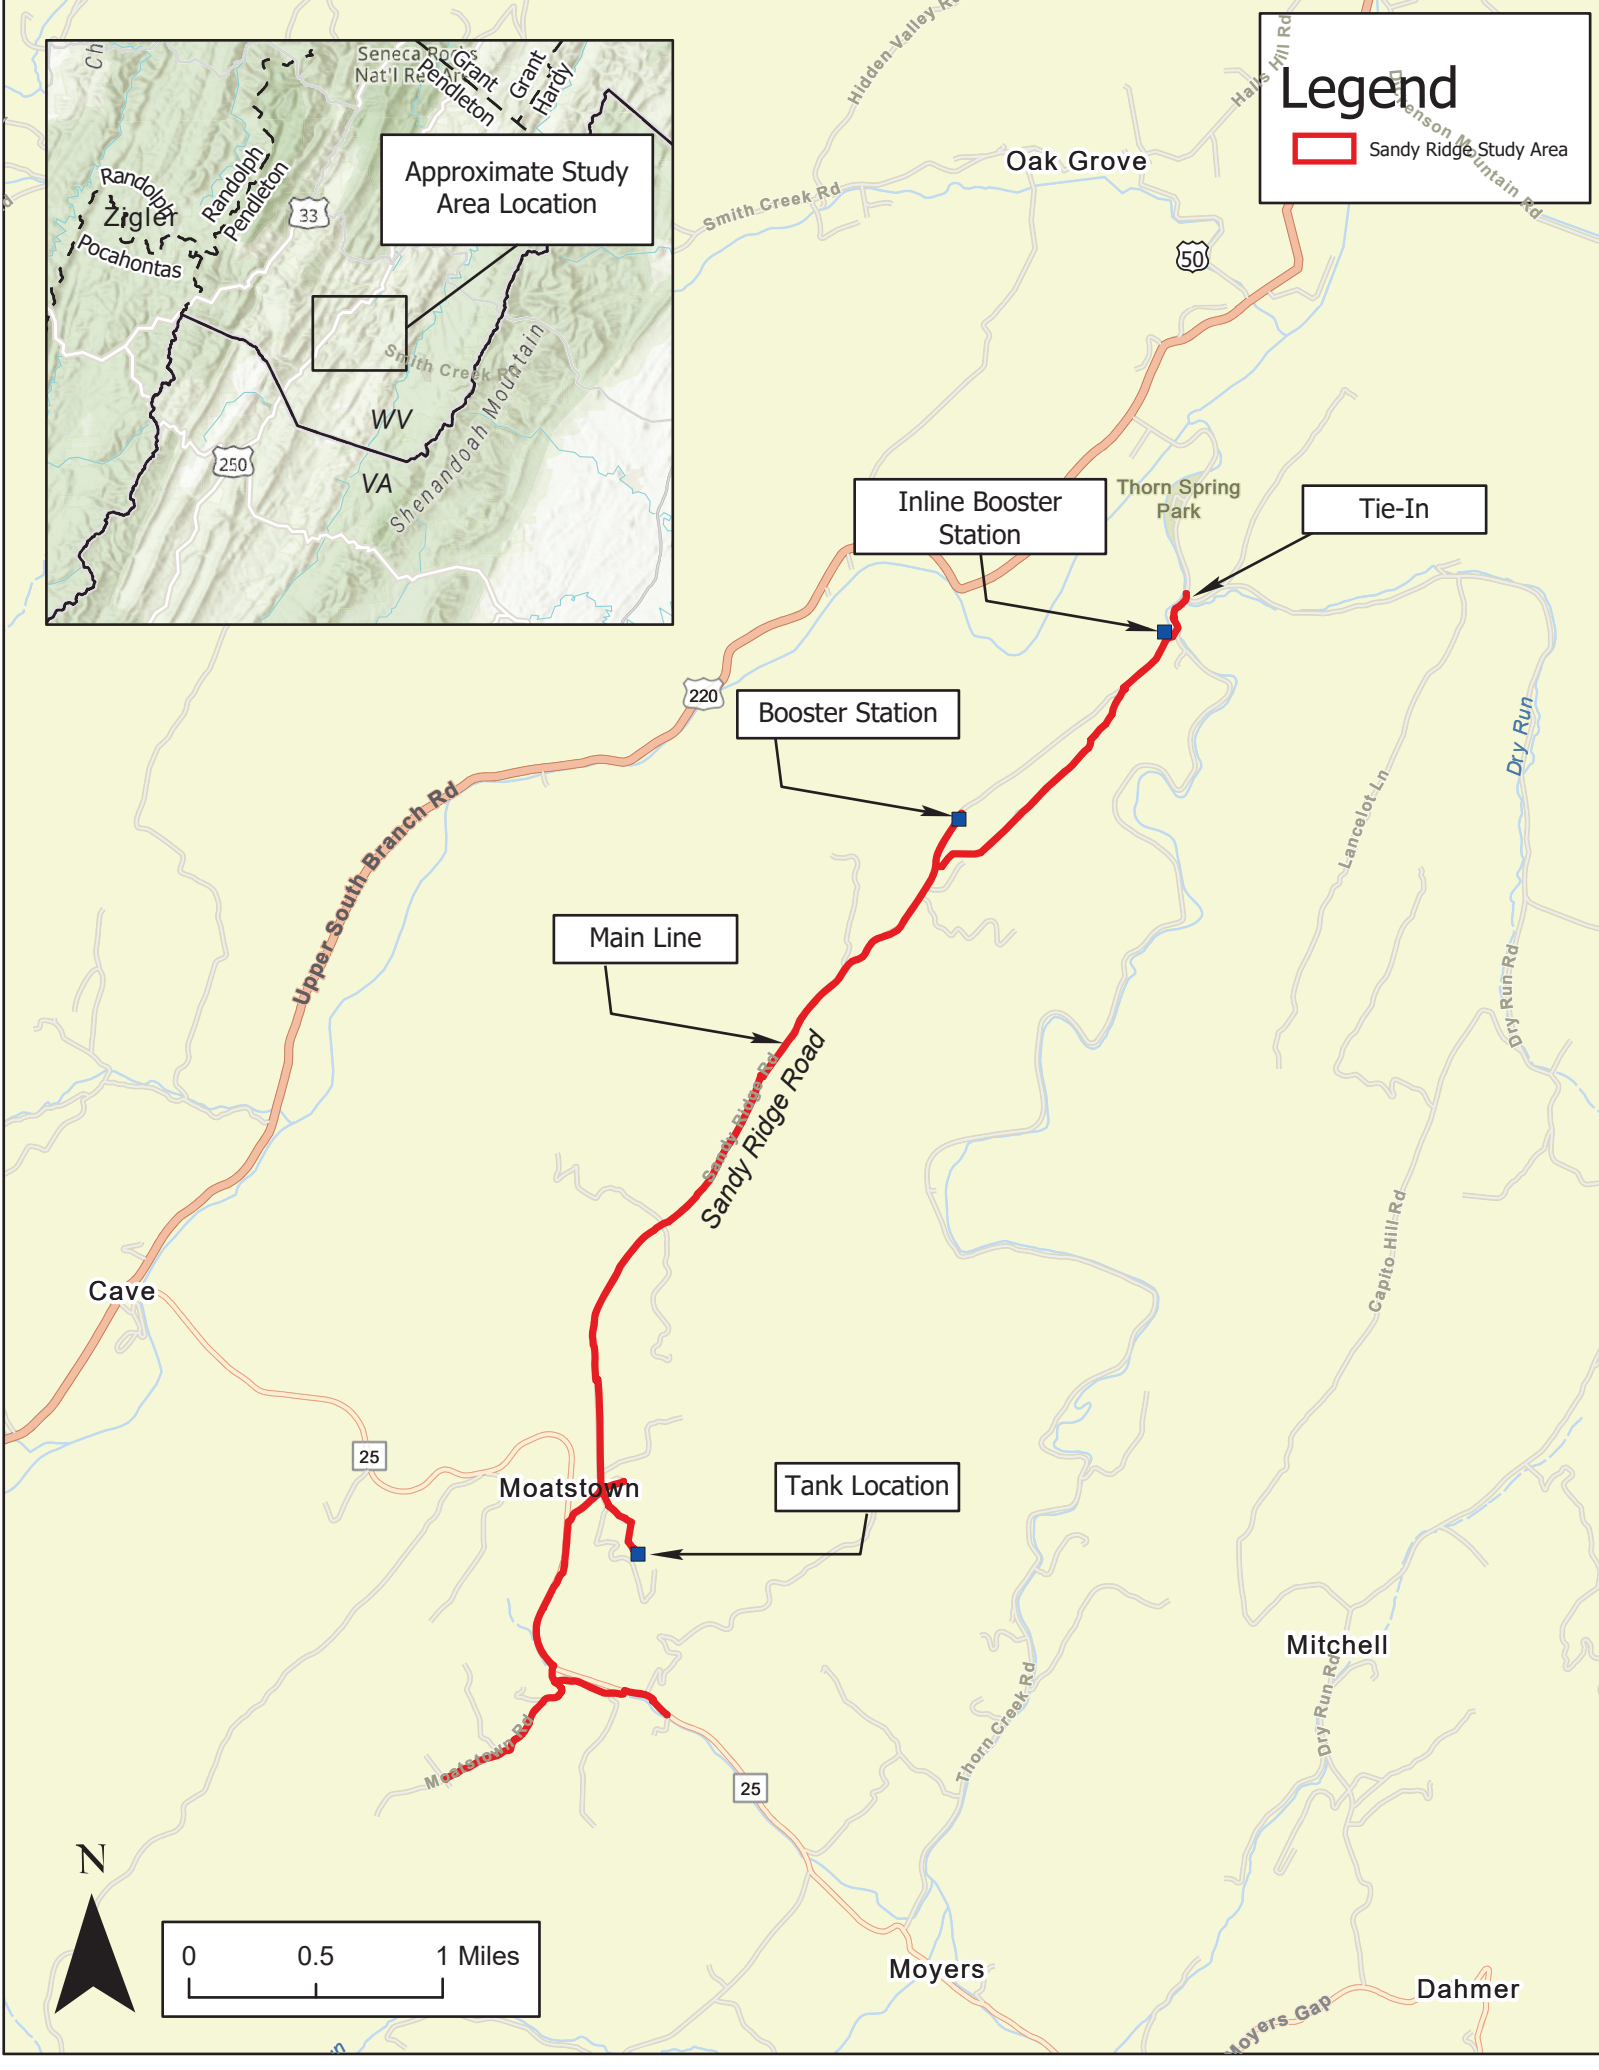 Hidden Valley Rd
Halls Hill Rd
Legend
Sandy Ridge Study Area
Dickenson Mountain Rd
Ch
Seneca Rocks
Nat'l Rec Area
Grant
Pendleton
Grant
Hardy
Approximate Study
Area Location
Randolph
Zigler
Pocahontas
Randolph
Pendleton
33
Smith Creek Rd
WV
VA
250
Shenandoah Mountain
Oak Grove
Smith Creek Rd
50
Inline Booster
Station
Thorn Spring
Park
Tie-In
220
Booster Station
Dry Run
Upper South Branch Rd
Lancelot Ln
Main Line
Dry Run Rd
Sandy Ridge Rd
Sandy Ridge Road
Capito Hill Rd
Cave
25
Moatstown
Tank Location
Mitchell
Dry Run Rd
Thorn Creek Rd
Moatstown Rd
25
N
0 0.5 1 Miles
Moyers
Dahmer
Moyers Gap